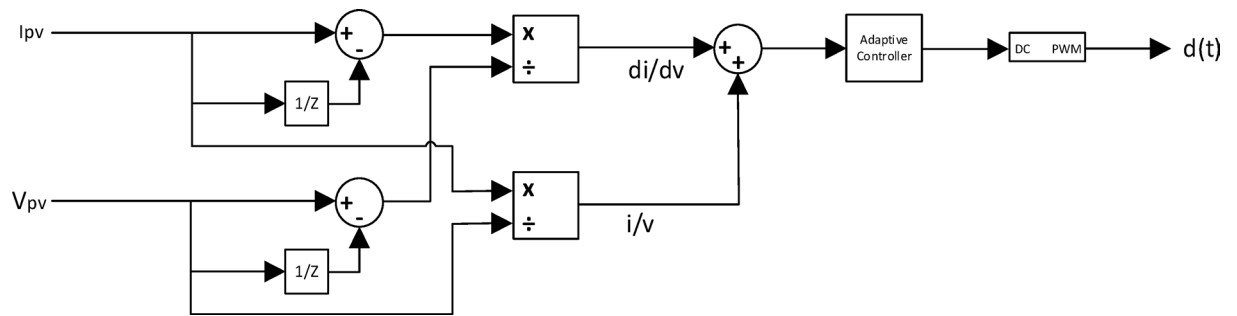 Ipv
+
-
1/Z
x
÷
di/dv
+
+
Adaptive
Controller
DC PWM
d(t)
Vpv
+
-
1/Z
x
÷
i/v